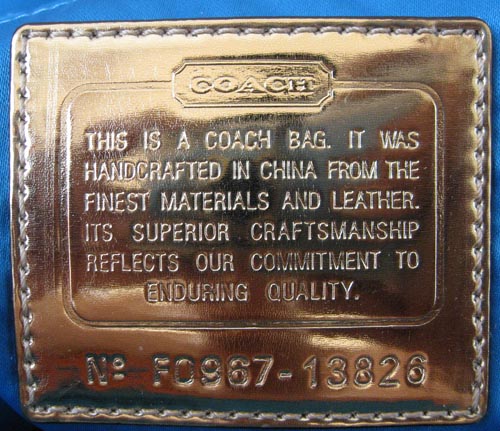 COACH
THIS IS A COACH BAG. IT WAS
HANDCRAFTED IN CHINA FROM THE
FINEST MATERIALS AND LEATHER.
ITS SUPERIOR CRAFTSMANSHIP
REFLECTS OUR COMMITMENT TO
ENDURING QUALITY.
Nº F0967-13826